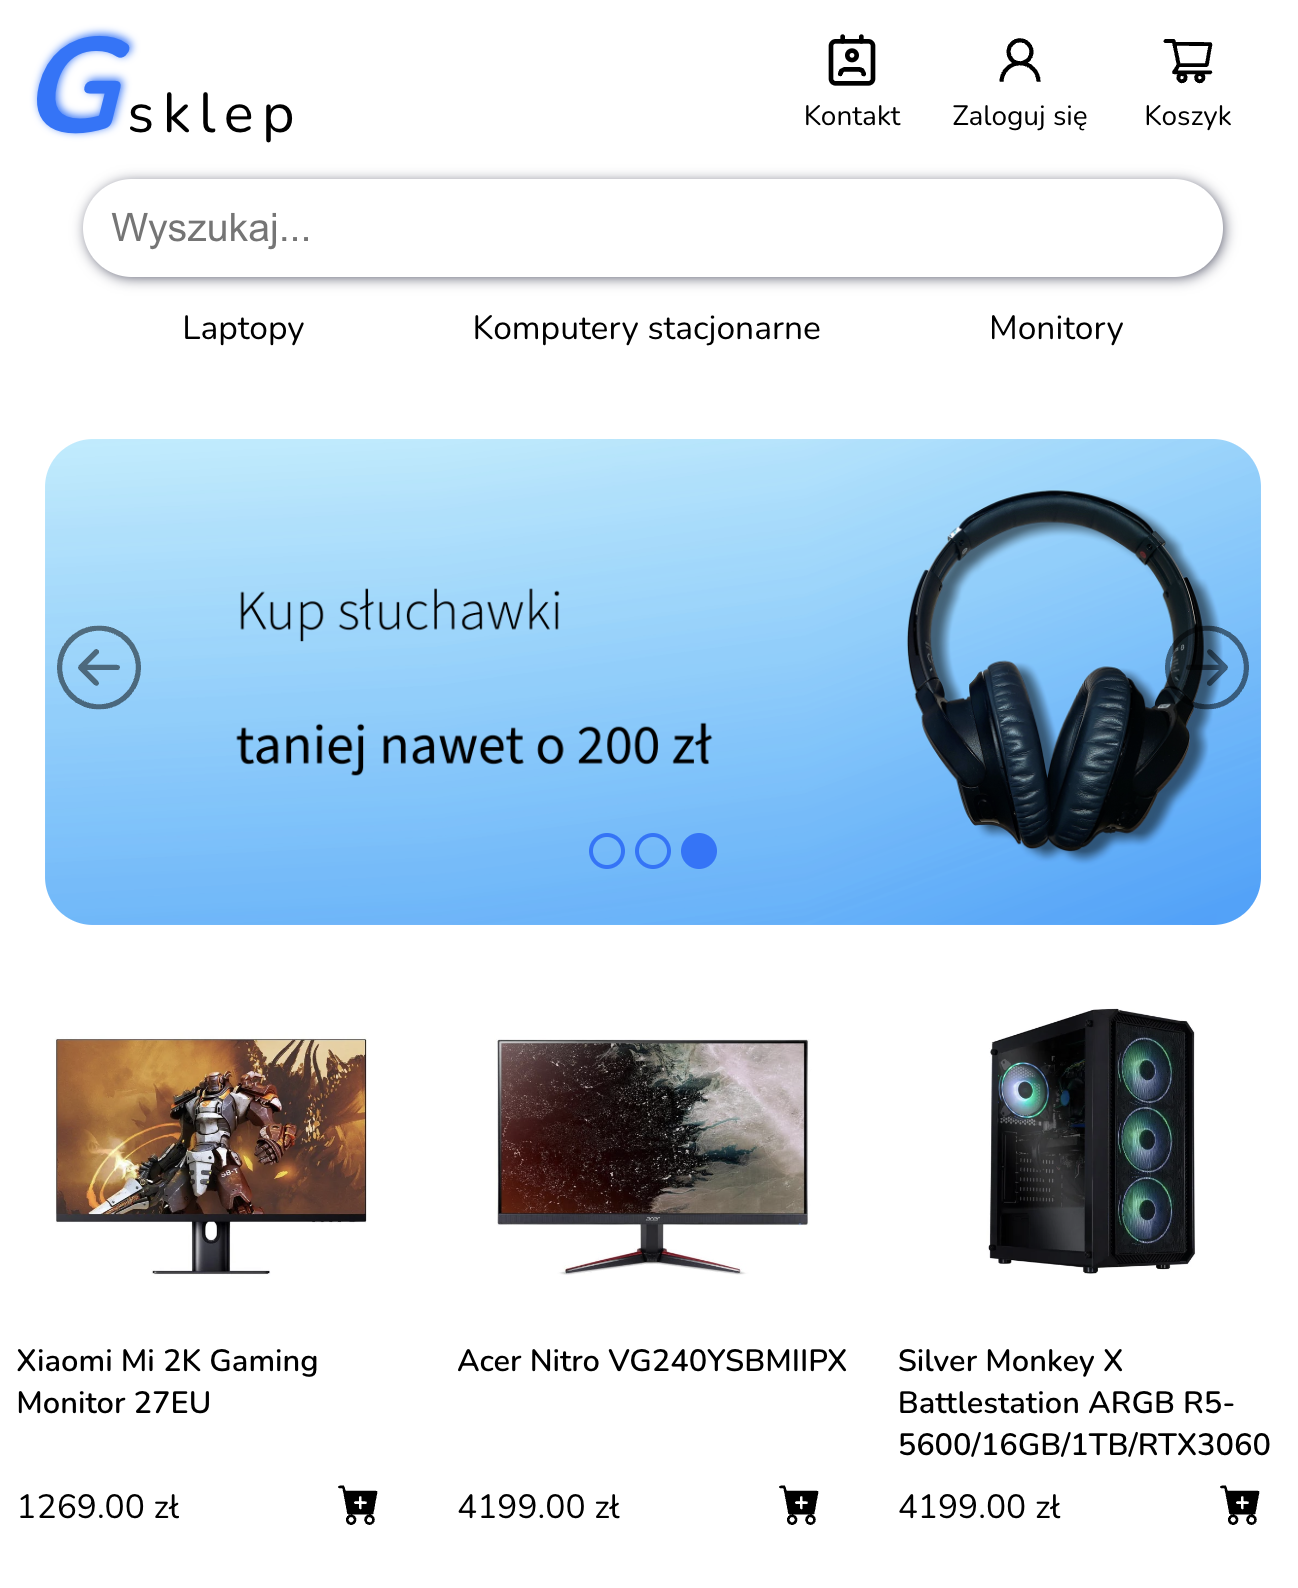 Gsklep
Kontakt
Zaloguj się
Koszyk
Wyszukaj...
Laptopy
Komputery stacjonarne
Monitory
Kup słuchawki
taniej nawet o 200 zł
SB-T
acer
Xiaomi Mi 2K Gaming
Monitor 27EU
1269.00 zł
Acer Nitro VG240YSBMIIPX
4199.00 zł
Silver Monkey X
Battlestation ARGB R5-
5600/16GB/1TB/RTX3060
4199.00 zł